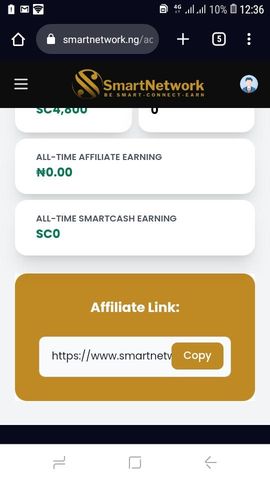 4G 10% 12:36
smartnetwork.ng/ac
5
SmartNetwork
BE SMART-CONNECT-EARN
SC4,800
0
ALL-TIME AFFILIATE EARNING
₦0.00
ALL-TIME SMARTCASH EARNING
SC0
Affiliate Link:
https://www.smartnetw Copy